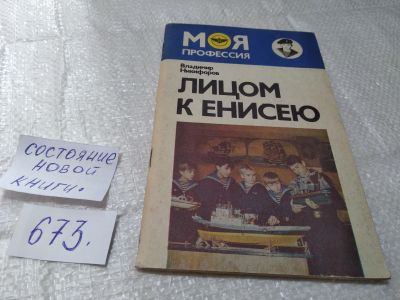 МОЯ
ПРОФЕССИЯ
Владимир
Никифоров
ЛИЦОМ
К ЕНИСЕЮ
СОСТОЯНИЕ
НОВОЙ
КНИГИ.
673.